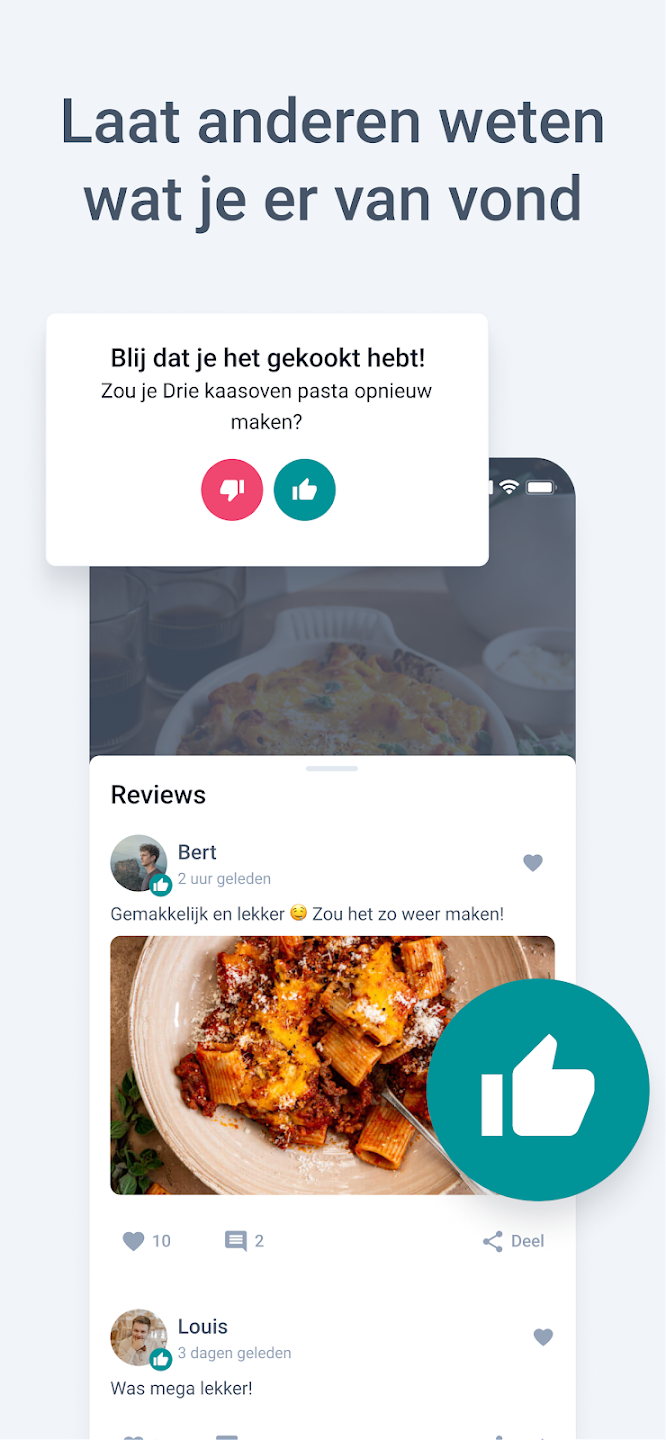 Laat anderen weten
wat je er van vond
Blij dat je het gekookt hebt!
Zou je Drie kaasoven pasta opnieuw
maken?
Reviews
Bert
2 uur geleden
Gemakkelijk en lekker 🤤 Zou het zo weer maken!
10
2
Deel
Louis
3 dagen geleden
Was mega lekker!